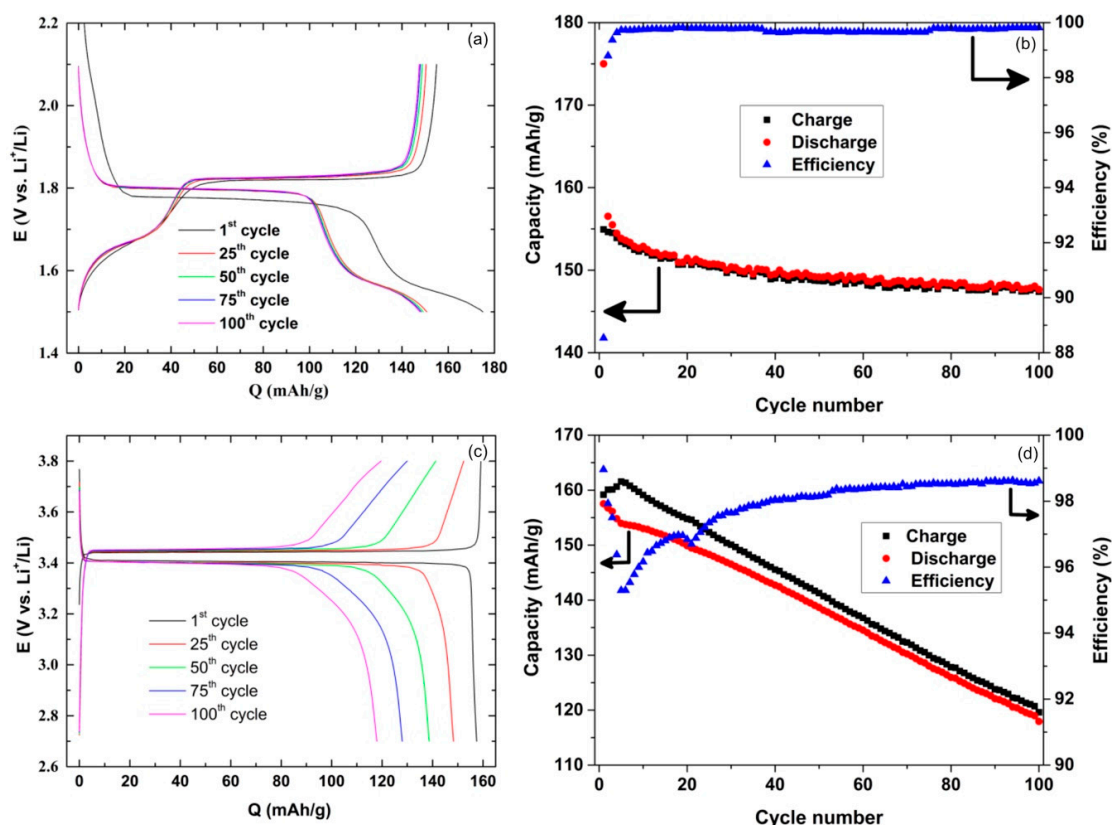 (a)
2.2
2.0
1.8
1.6
1.4
E (V vs. Li⁺/Li)
1ˢᵗ cycle
25ᵗʰ cycle
50ᵗʰ cycle
75ᵗʰ cycle
100ᵗʰ cycle
0 20 40 60 80 100 120 140 160 180
Q (mAh/g)
(b)
180
170
160
150
140
Capacity (mAh/g)
Charge
Discharge
Efficiency
100
98
96
94
92
90
88
Efficiency (%)
0 20 40 60 80 100
Cycle number
(c)
3.8
3.6
3.4
3.2
3.0
2.8
2.6
E (V vs. Li⁺/Li)
1ˢᵗ cycle
25ᵗʰ cycle
50ᵗʰ cycle
75ᵗʰ cycle
100ᵗʰ cycle
0 20 40 60 80 100 120 140 160
Q (mAh/g)
(d)
170
160
150
140
130
120
110
Capacity (mAh/g)
Charge
Discharge
Efficiency
100
98
96
94
92
90
Efficiency (%)
0 20 40 60 80 100
Cycle number